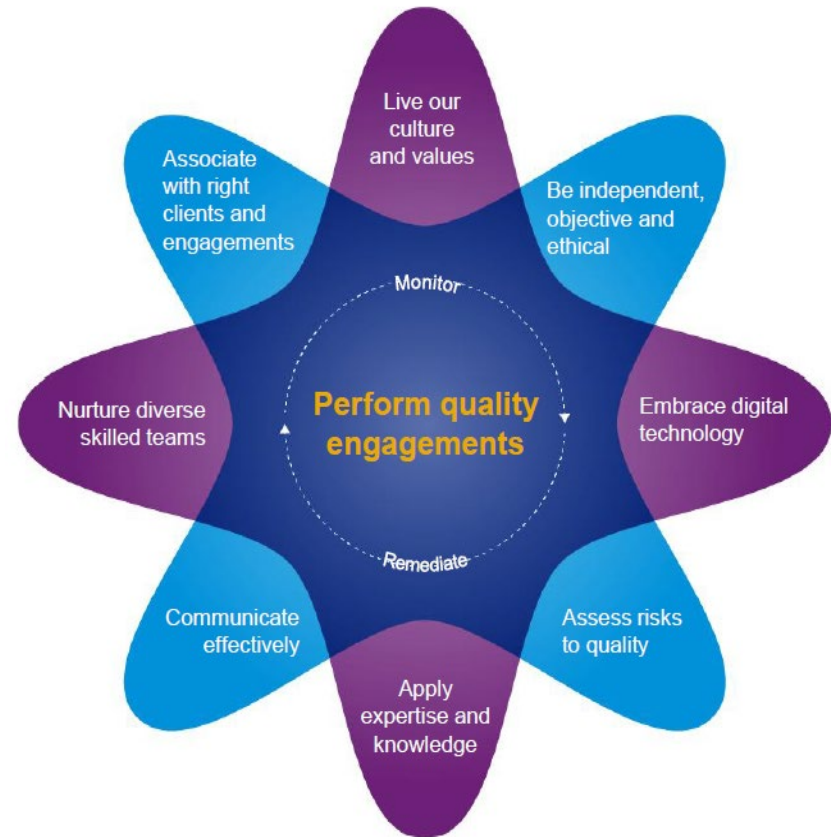 Live our
culture
and values
Associate
with right
clients and
engagements
Be independent,
objective and
ethical
Monitor
Perform quality
engagements
Nurture diverse
skilled teams
Embrace digital
technology
Remediate
Communicate
effectively
Assess risks
to quality
Apply
expertise and
knowledge